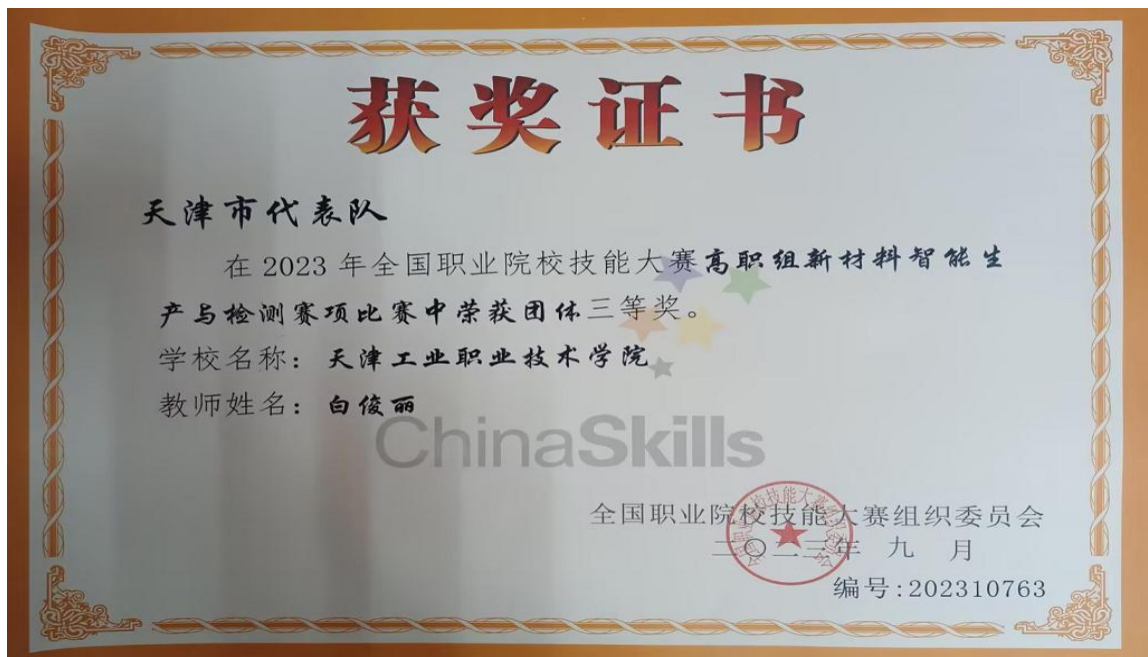 获奖证书
天津市代表队
在 2023 年全国职业院校技能大赛高职组新材料智能生
产与检测赛项比赛中荣获团体三等奖。
学校名称：天津工业职业技术学院
教师姓名：白俊丽
ChinaSkills
全国职业院校技能大赛组织委员会
二〇二三年 九 月
编号:202310763